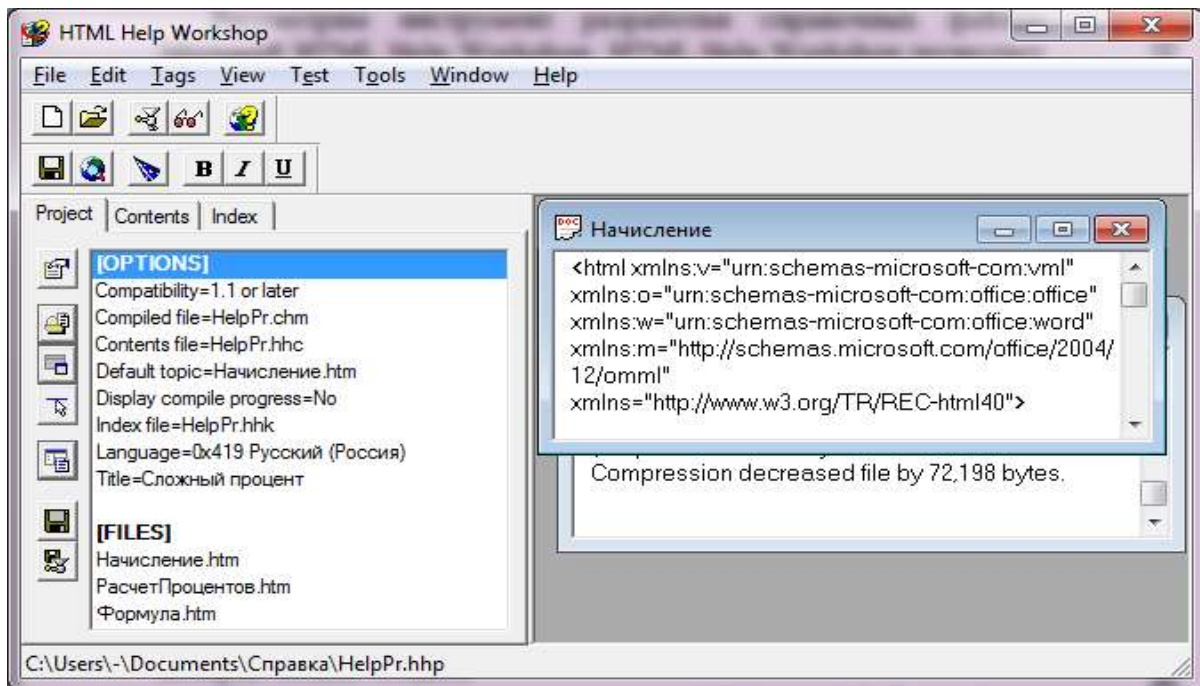 HTML Help Workshop
File Edit Tags View Test Tools Window Help
B I U
Project Contents Index
[OPTIONS]
Compatibility=1.1 or later
Compiled file=HelpPr.chm
Contents file=HelpPr.hhc
Default topic=Начисление.htm
Display compile progress=No
Index file=HelpPr.hhk
Language=0x419 Русский (Россия)
Title=Сложный процент
[FILES]
Начисление.htm
РасчетПроцентов.htm
Формула.htm
DOC Начисление
<html xmlns:v="urn:schemas-microsoft-com:vml"
xmlns:o="urn:schemas-microsoft-com:office:office"
xmlns:w="urn:schemas-microsoft-com:office:word"
xmlns:m="http://schemas.microsoft.com/office/2004/
12/omml"
xmlns="http://www.w3.org/TR/REC-html40">
Compression decreased file by 72,198 bytes.
C:\Users\-\Documents\Справка\HelpPr.hhp